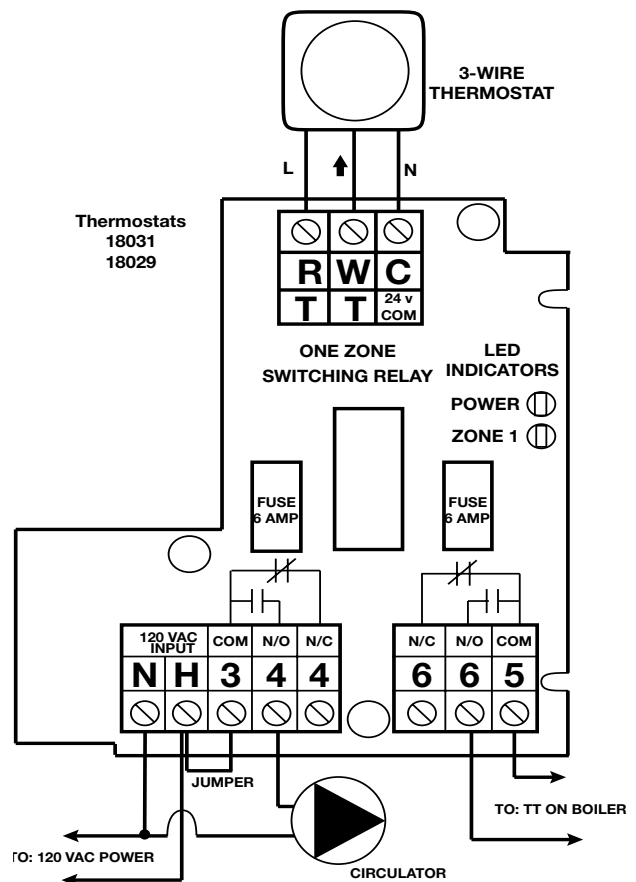 3-WIRE
THERMOSTAT
L
N
Thermostats
18031
18029
R W C
T T 24 v
COM
ONE ZONE
SWITCHING RELAY
LED
INDICATORS
POWER
ZONE 1
FUSE
6 AMP
FUSE
6 AMP
120 VAC
INPUT
COM N/O N/C
N H 3 4 4
N/C N/O COM
6 6 5
JUMPER
TO: TT ON BOILER
TO: 120 VAC POWER
CIRCULATOR